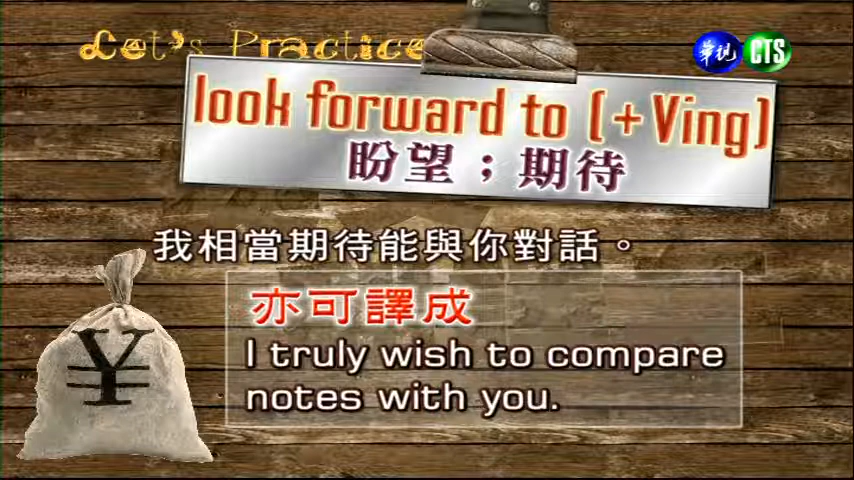 Let's Practice
華視 CTS
look forward to (+Ving)
盼望；期待
我相當期待能與你對話。
亦可譯成
I truly wish to compare
notes with you.
¥